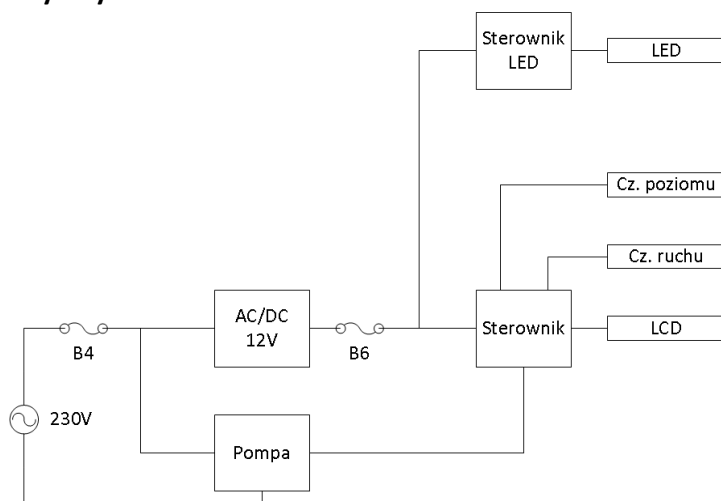 Sterownik
LED
LED
Cz. poziomu
Cz. ruchu
AC/DC
12V
Sterownik
LCD
B4
B6
230V
Pompa